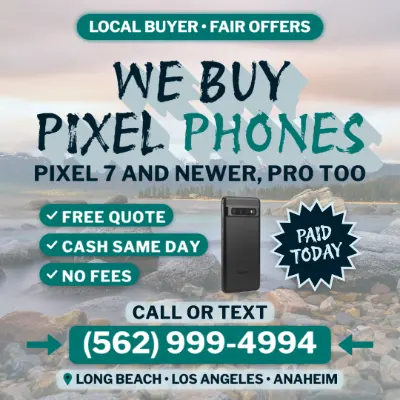 LOCAL BUYER • FAIR OFFERS
WE BUY
PIXEL PHONES
PIXEL 7 AND NEWER, PRO TOO
FREE QUOTE
CASH SAME DAY
NO FEES
PAID
TODAY
CALL OR TEXT
(562) 999-4994
LONG BEACH • LOS ANGELES • ANAHEIM